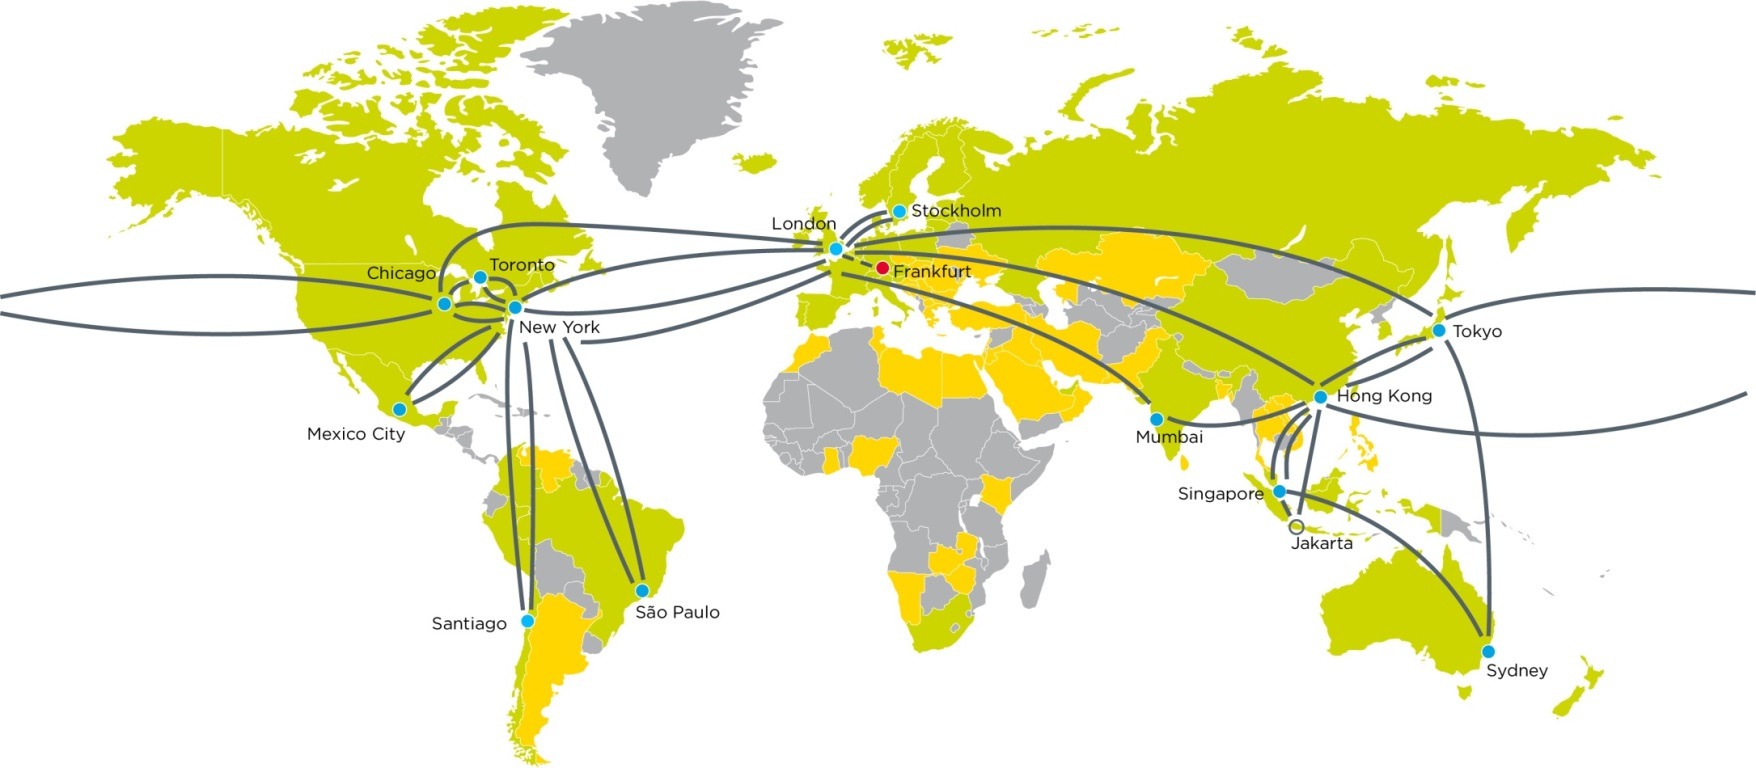 Stockholm
London
Toronto
Chicago
Frankfurt
New York
Tokyo
Hong Kong
Mexico City
Mumbai
Singapore
Jakarta
São Paulo
Santiago
Sydney